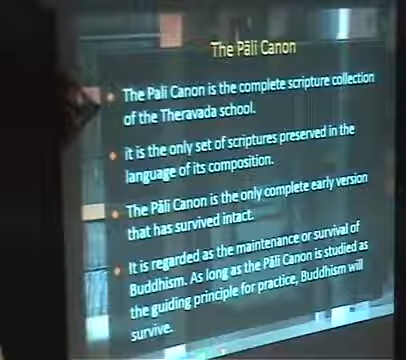 The Pāli Canon
The Pali Canon is the complete scripture collection
of the Theravada school.
it is the only set of scriptures preserved in the
language of its composition.
The Pāli Canon is the only complete early version
that has survived intact.
It is regarded as the maintenance or survival of
Buddhism. As long as the Pāli Canon is studied as
the guiding principle for practice, Buddhism will
survive.